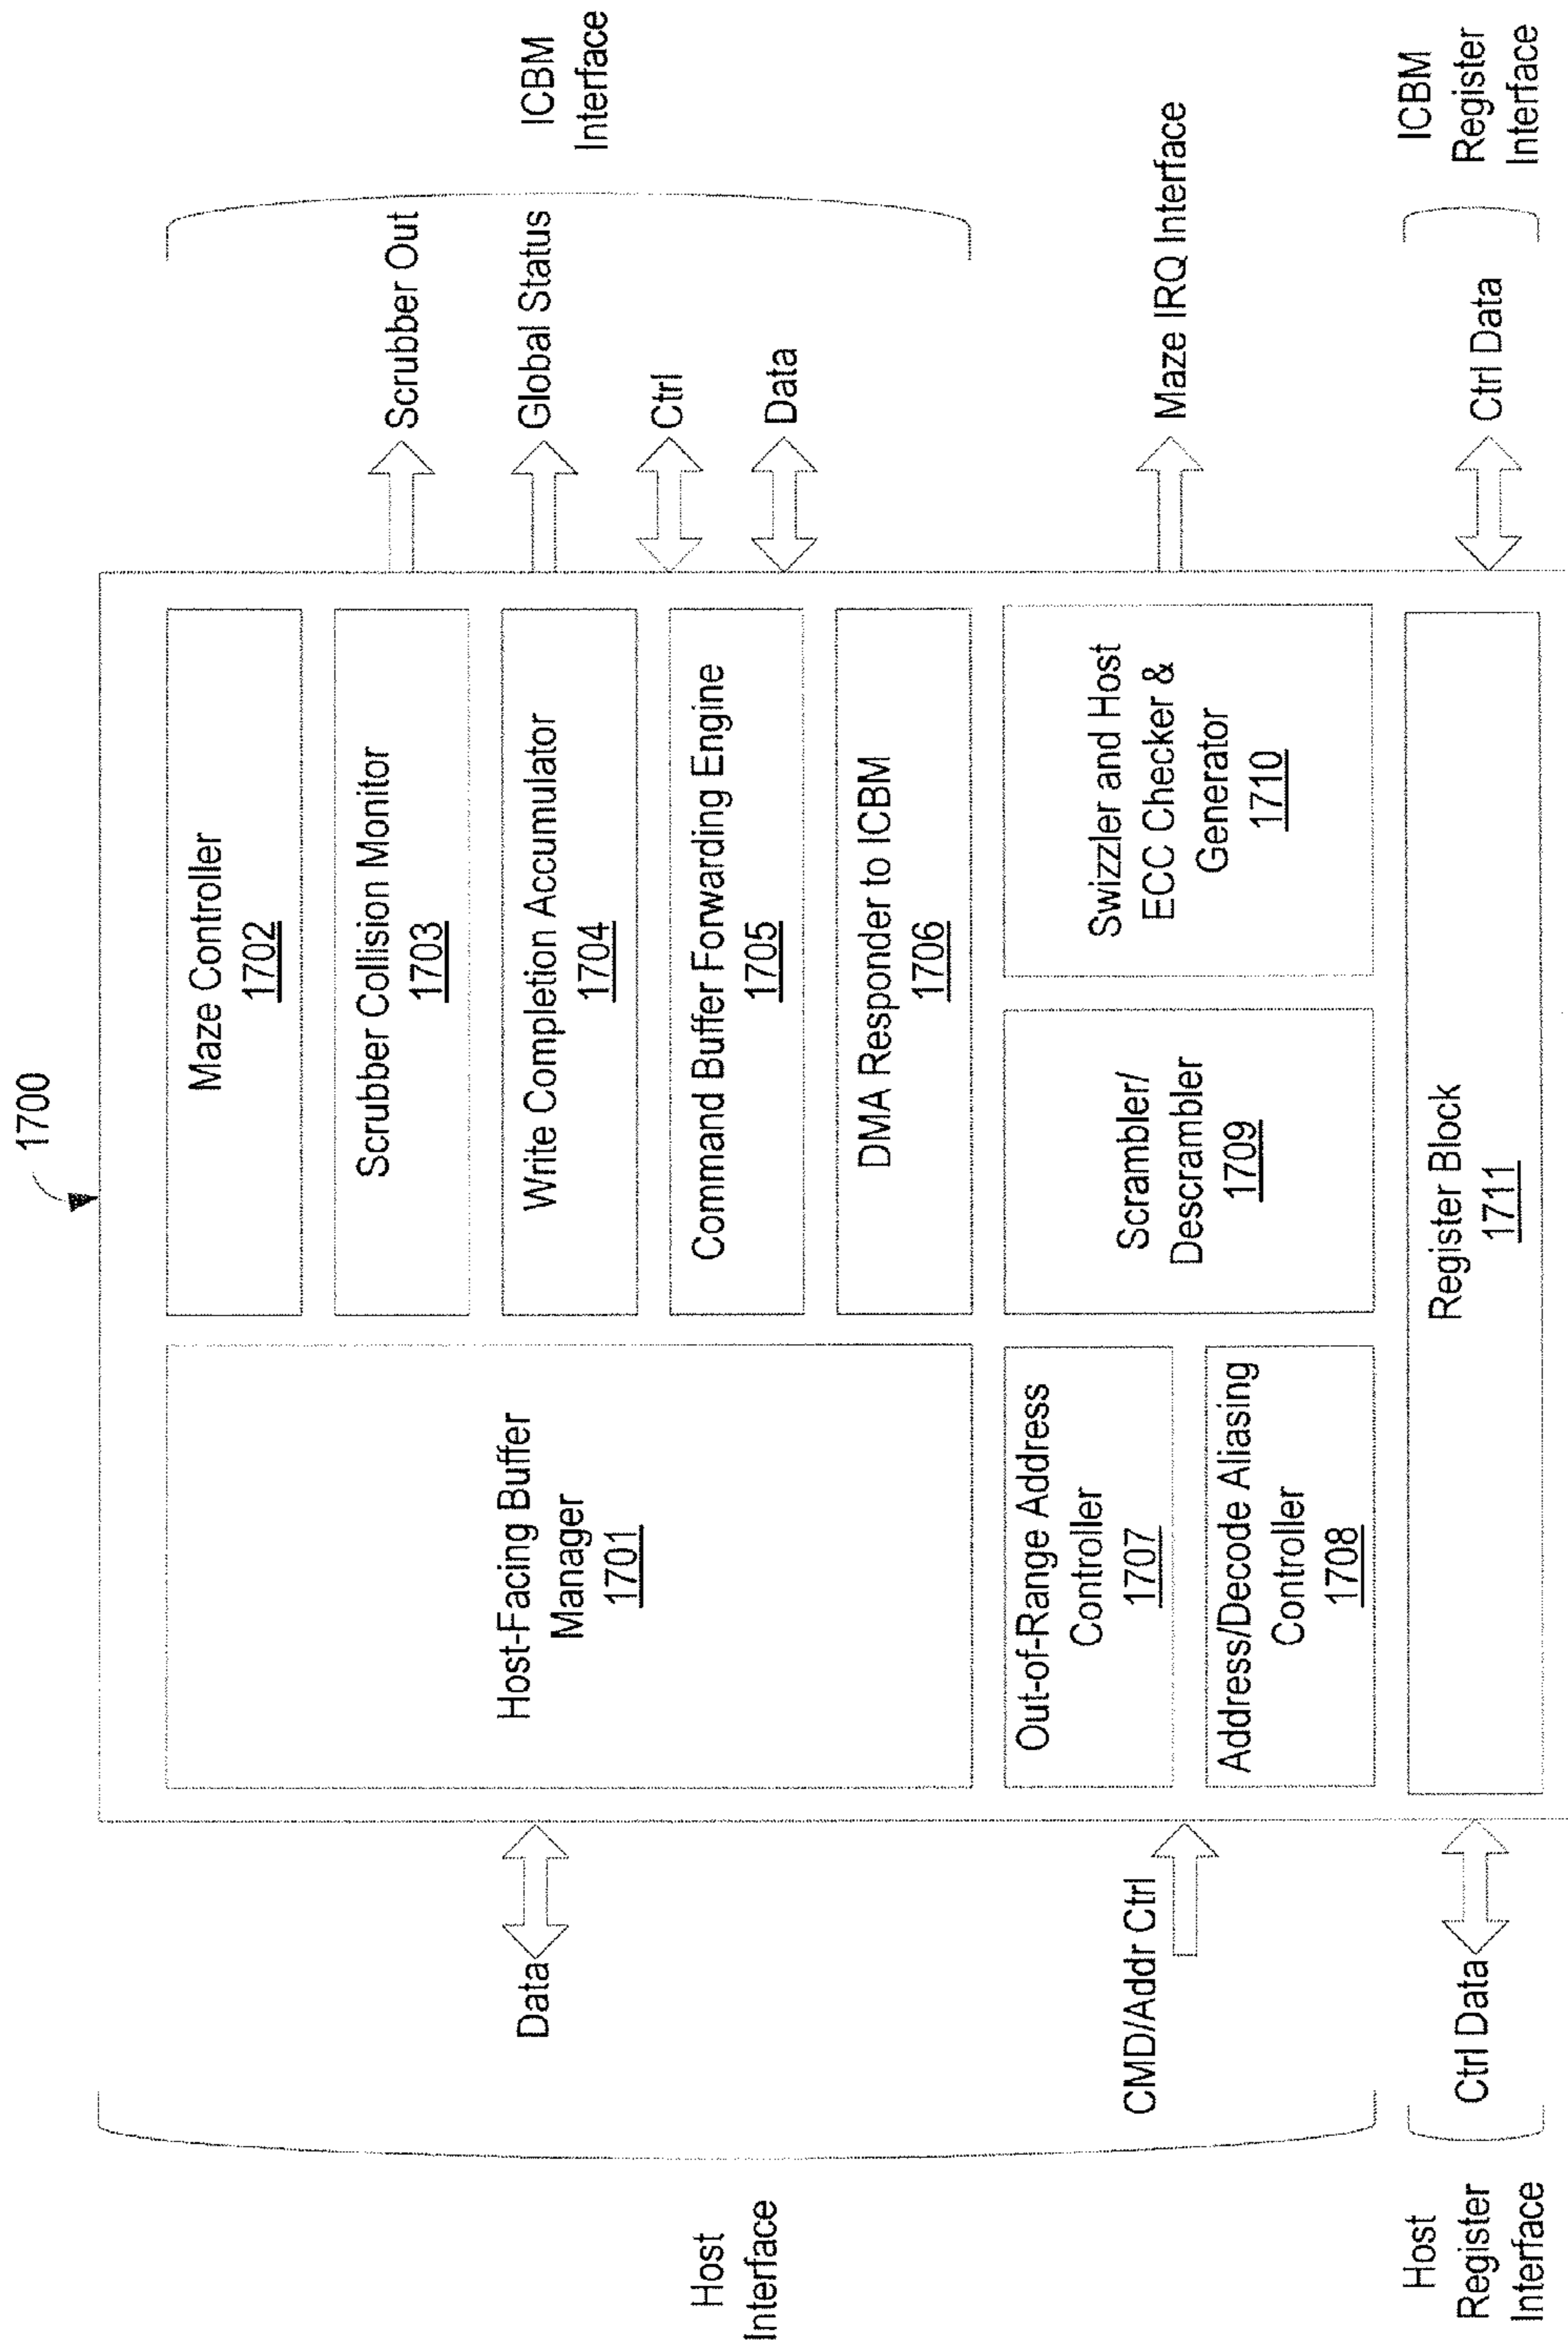 1700
Host
Interface
Data
CMD/Addr Ctrl
Host
Register
Interface
Ctrl Data
Host-Facing Buffer
Manager
1701
Maze Controller
1702
Scrubber Collision Monitor
1703
Write Completion Accumulator
1704
Command Buffer Forwarding Engine
1705
DMA Responder to ICBM
1706
Out-of-Range Address
Controller
1707
Address/Decode Aliasing
Controller
1708
Scrambler/
Descrambler
1709
Swizzler and Host
ECC Checker &
Generator
1710
Register Block
1711
Scrubber Out
Global Status
Ctrl
Data
ICBM
Interface
Maze IRQ Interface
Ctrl Data
ICBM
Register
Interface